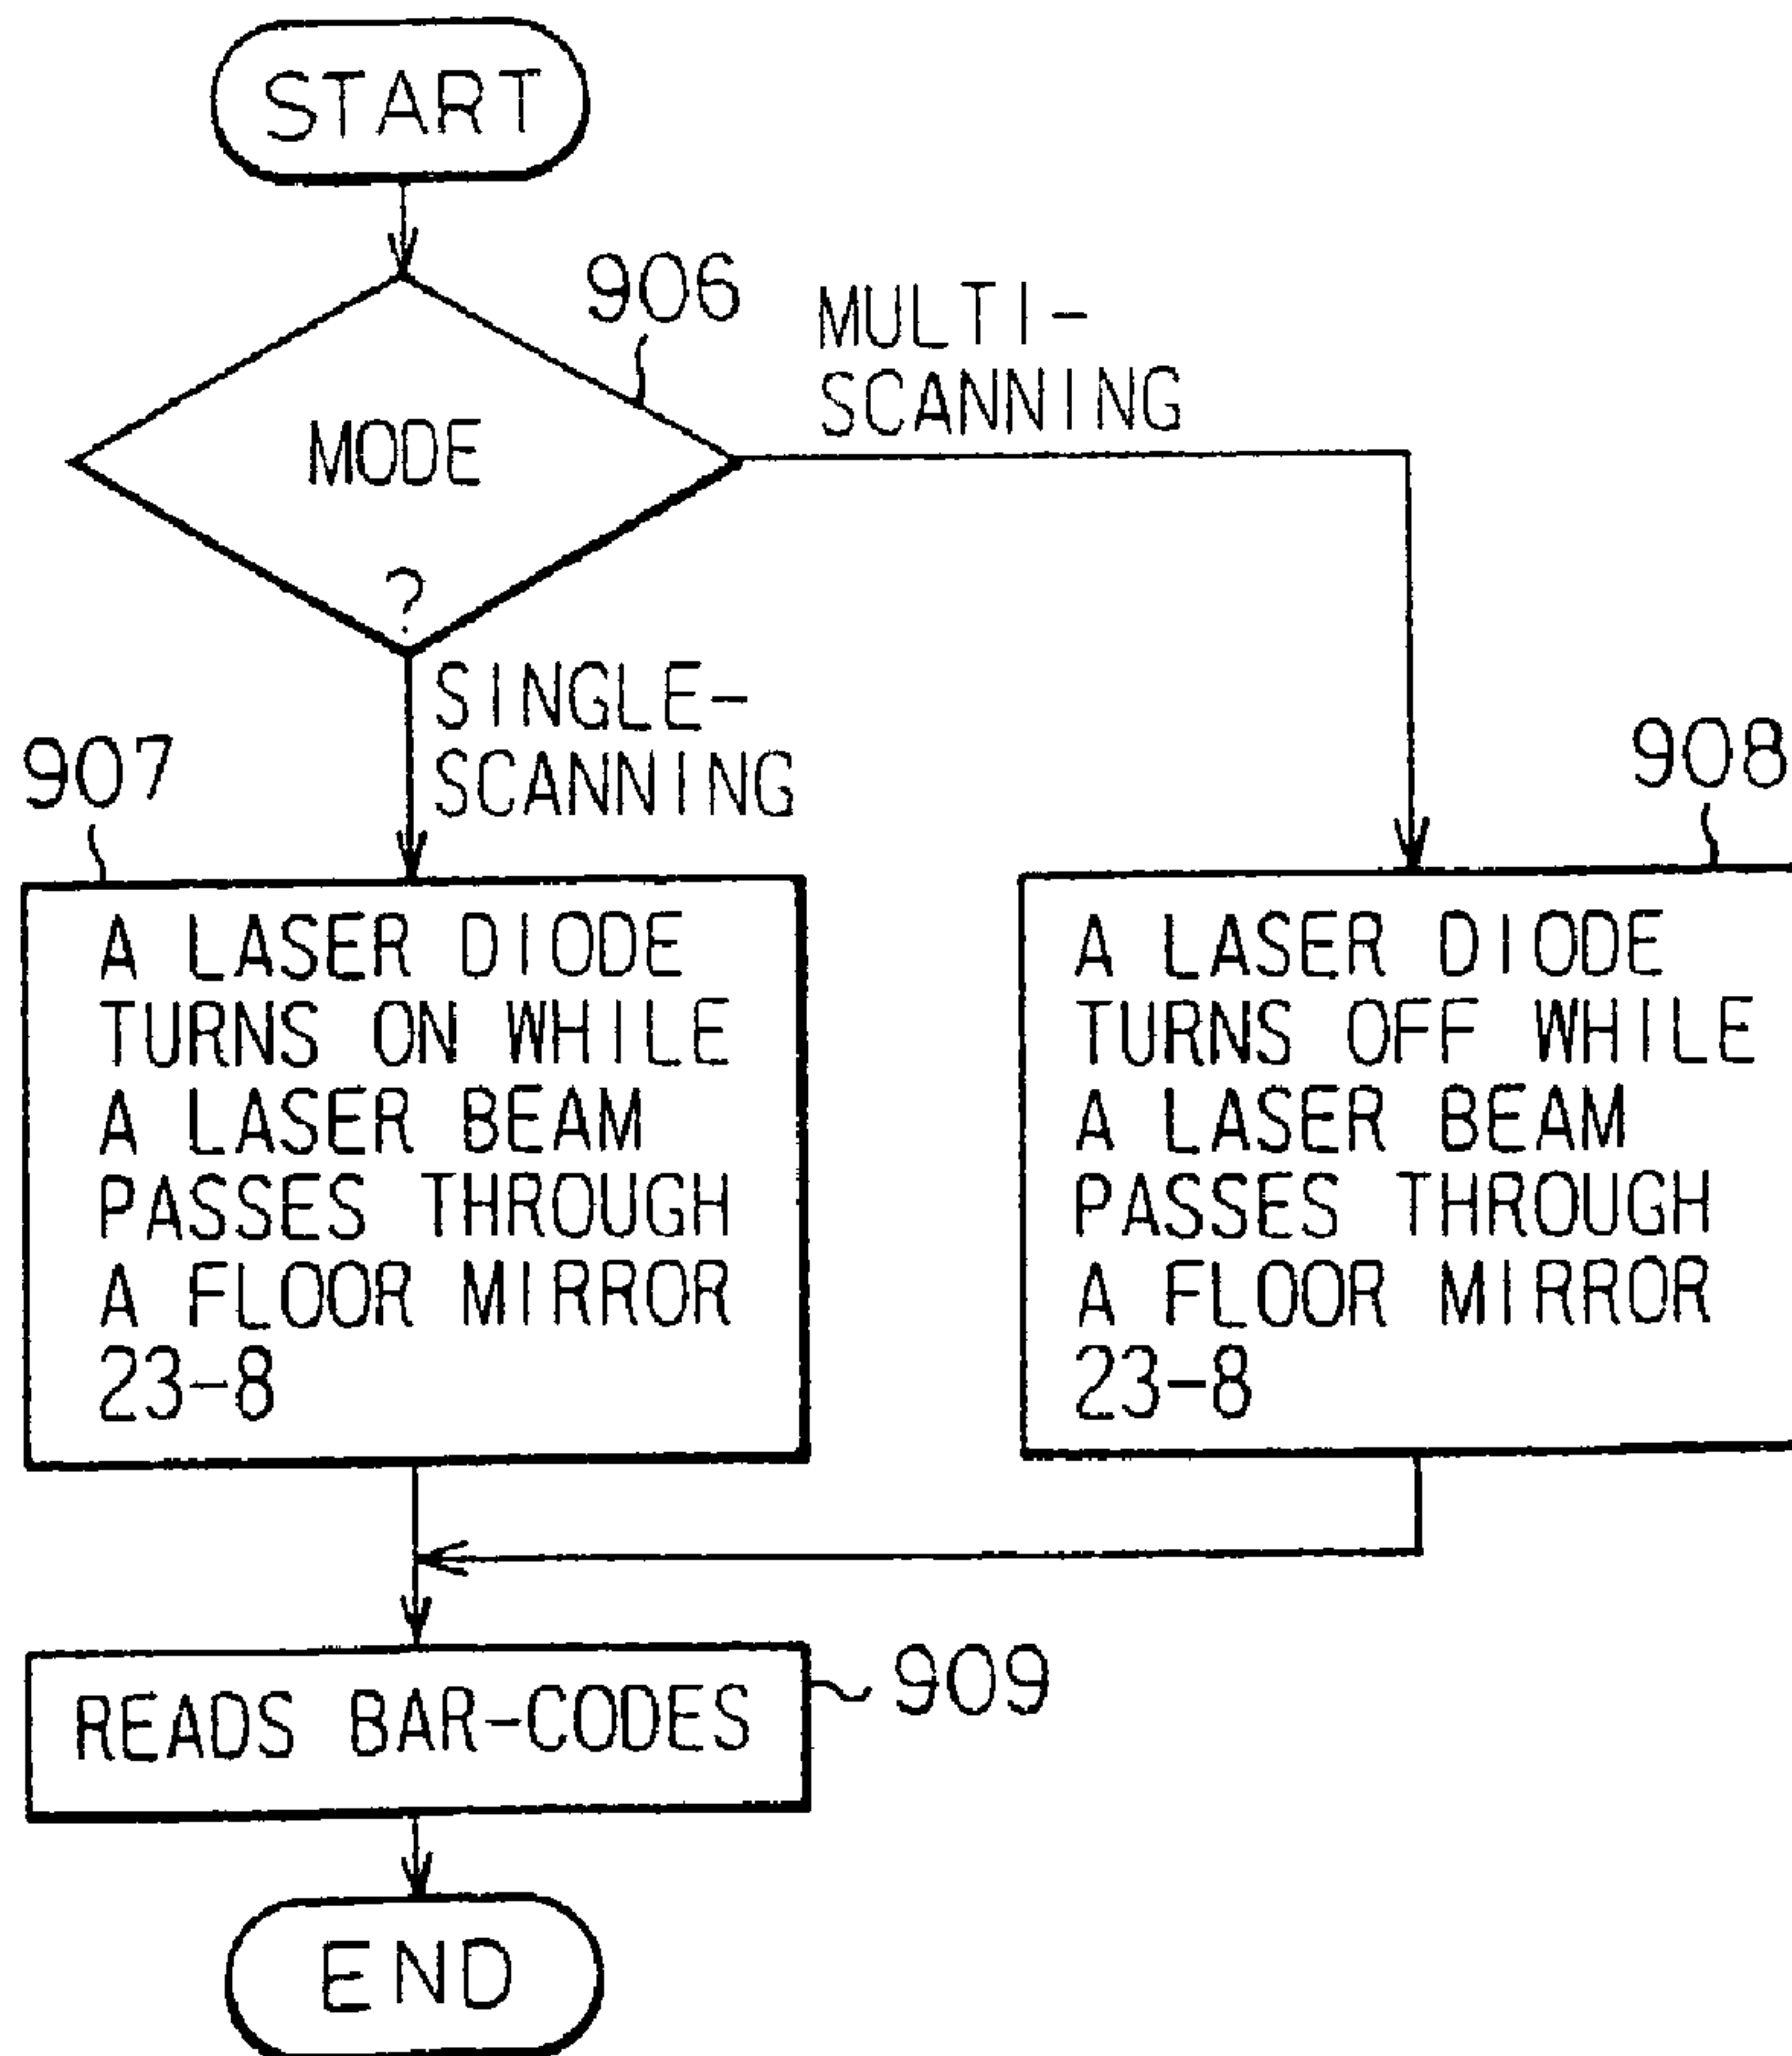 START
906
MULTI-
SCANNING
MODE
?
SINGLE-
SCANNING
907
908
A LASER DIODE
TURNS ON WHILE
A LASER BEAM
PASSES THROUGH
A FLOOR MIRROR
23-8
A LASER DIODE
TURNS OFF WHILE
A LASER BEAM
PASSES THROUGH
A FLOOR MIRROR
23-8
READS BAR-CODES
909
END